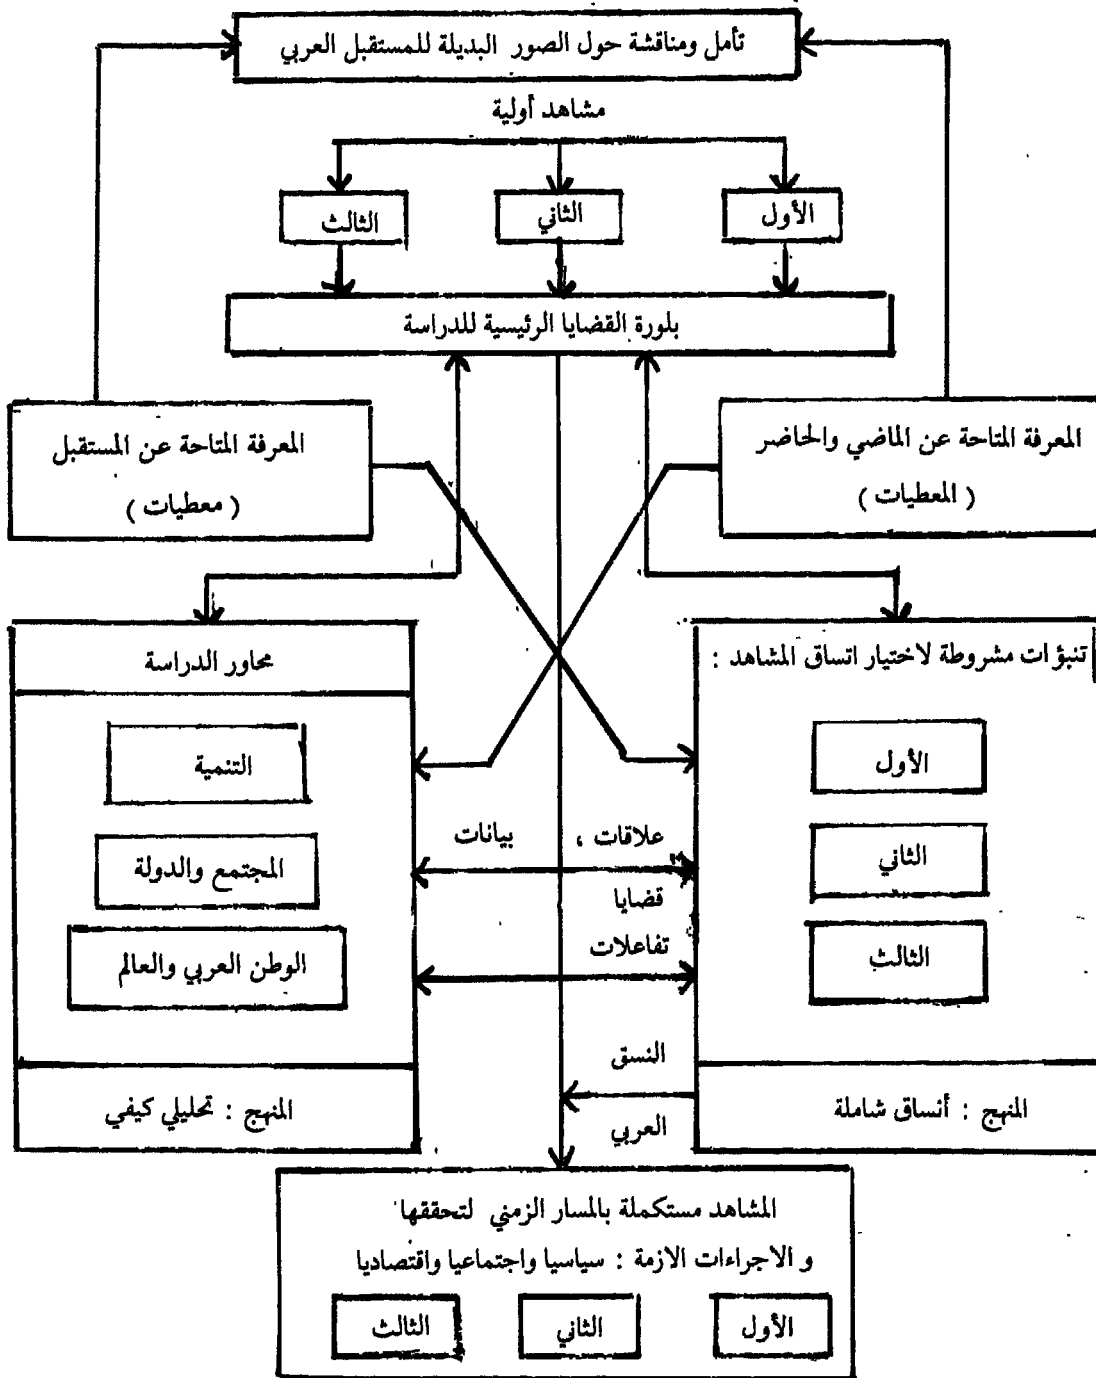 تأمل ومناقشة حول الصور البديلة للمستقبل العربي
مشاهد أولية
الأول
الثاني
الثالث
بلورة القضايا الرئيسية للدراسة
المعرفة المتاحة عن الماضي والحاضر
( المعطيات )
المعرفة المتاحة عن المستقبل
( معطيات )
تنبؤات مشروطة لاختيار اتساق المشاهد :
الأول
الثاني
الثالث
المنهج : أنساق شاملة
علاقات ، بيانات
قضايا
تفاعلات
النسق
العربي
محاور الدراسة
التنمية
المجتمع والدولة
الوطن العربي والعالم
المنهج : تحليلي كيفي
المشاهد مستكملة بالمسار الزمني لتحققها
و الاجراءات الازمة : سياسيا واجتماعيا واقتصاديا
الأول
الثاني
الثالث